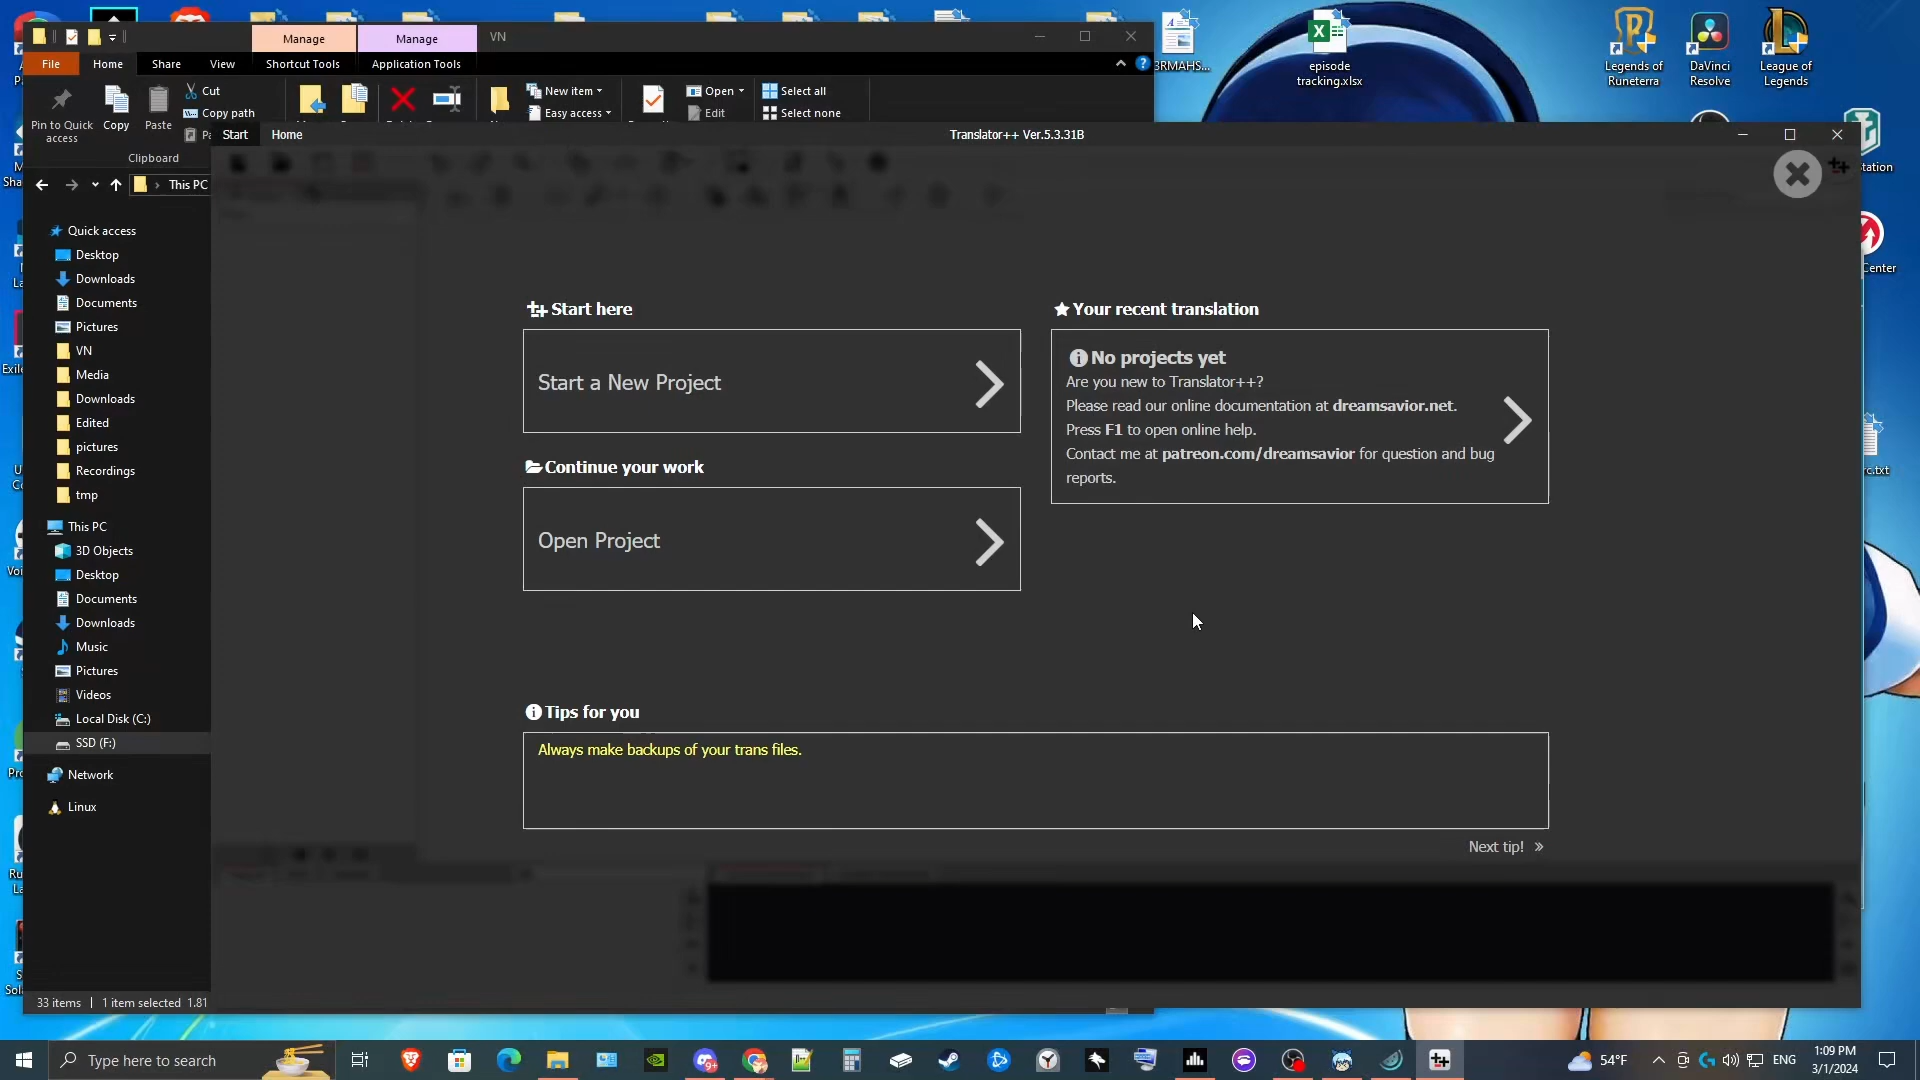 Manage
Manage
VN
File
Home
Share
View
Shortcut Tools
Application Tools
Pin to Quick
access
Copy
Paste
Cut
Copy path
New item
Easy access
Open
Edit
Select all
Select none
Clipboard
Start
Home
Translator++ Ver.5.3.31B
This PC
Quick access
Desktop
Downloads
Documents
Pictures
VN
Media
Downloads
Edited
pictures
Recordings
tmp
This PC
3D Objects
Desktop
Documents
Downloads
Music
Pictures
Videos
Local Disk (C:)
SSD (F:)
Network
Linux
33 items
1 item selected 1.81
Start here
Start a New Project
Continue your work
Open Project
Your recent translation
No projects yet
Are you new to Translator++?
Please read our online documentation at dreamsavior.net.
Press F1 to open online help.
Contact me at patreon.com/dreamsavior for question and bug
reports.
Tips for you
Always make backups of your trans files.
Next tip!
3RMAHS...
episode
tracking.xlsx
Legends of
Runeterra
DaVinci
Resolve
League of
Legends
tation
Center
rc.txt
Type here to search
54°F
ENG
1:09 PM
3/1/2024